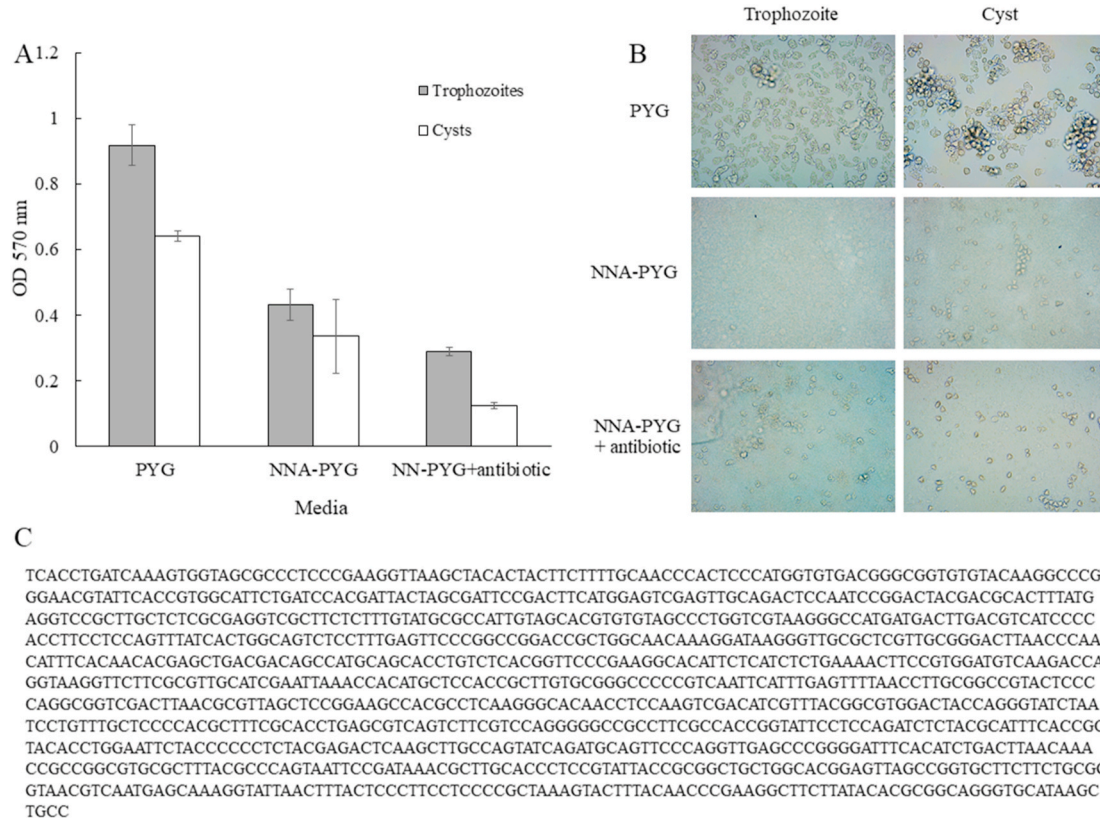 A
1.2
1
0.8
0.6
0.4
0.2
0
OD 570 nm
Trophozoites
Cysts
PYG
NNA-PYG
NN-PYG+antibiotic
Media
B
Trophozoite
Cyst
PYG
NNA-PYG
NNA-PYG
+ antibiotic
C
TCACCTGATCAAAGTGGTAGCGCCCTCCCGAAGGTTAAGCTACACTACTTCTTTTGCAACCCACTCCCATGGTGTGACGGGCGGTGTGTACAAGGCCCG
GGAACGTATTCACCGTGGCATTCTGATCCACGATTACTAGCGATTCCGACTTCATGGAGTCGAGTTGCAGACTCCAATCCGGACTACGACGCACTTTATG
AGGTCCGCTTGCTCTCGCGAGGTCGCTTCTCTTTGTATGCGCCATTGTAGCACGTGTGTAGCCCTGGTCGTAAGGGCCATGATGACTTGACGTCATCCCC
ACCTTCCTCCAGTTTATCACTGGCAGTCTCCTTTGAGTTCCCGGCCGGACCGCTGGCAACAAAGGATAAGGGTTGCGCTCGTTGCGGGACTTAACCCAA
CATTTCACAACACGAGCTGACGACAGCCATGCAGCACCTGTCTCACGGTTCCCGAAGGCACATTCTCATCTCTGAAAACTTCCGTGGATGTCAAGACCA
GGTAAGGTTCTTCGCGTTGCATCGAATTAAACCACATGCTCCACCGCTTGTGCGGGCCCCCGTCAATTCATTTGAGTTTTAACCTTGCGGCCGTACTCCC
CAGGCGGTCGACTTAACGCGTTAGCTCCGGAAGCCACGCCTCAAGGGCACAACCTCCAAGTCGACATCGTTTACGGCGTGGACTACCAGGGTATCTAA
TCCTGTTTGCTCCCCACGCTTTCGCACCTGAGCGTCAGTCTTCGTCCAGGGGGCCGCCTTCGCCACCGGTATTCCTCCAGATCTCTACGCATTTCACCGC
TACACCTGGAATTCTACCCCCCTCTACGAGACTCAAGCTTGCCAGTATCAGATGCAGTTCCCAGGTTGAGCCCGGGGATTTCACATCTGACTTAACAAA
CCGCCGGCGTGCGCTTTACGCCCAGTAATTCCGATAAACGCTTGCACCCTCCGTATTACCGCGGCTGCTGGCACGGAGTTAGCCGGTGCTTCTTCTGCGG
GTAACGTCAATGAGCAAAGGTATTAACTTTACTCCCTTCCTCCCCGCTAAAGTACTTTACAACCCGAAGGCTTCTTATACACGCGGCAGGGTGCATAAGC
TGCC